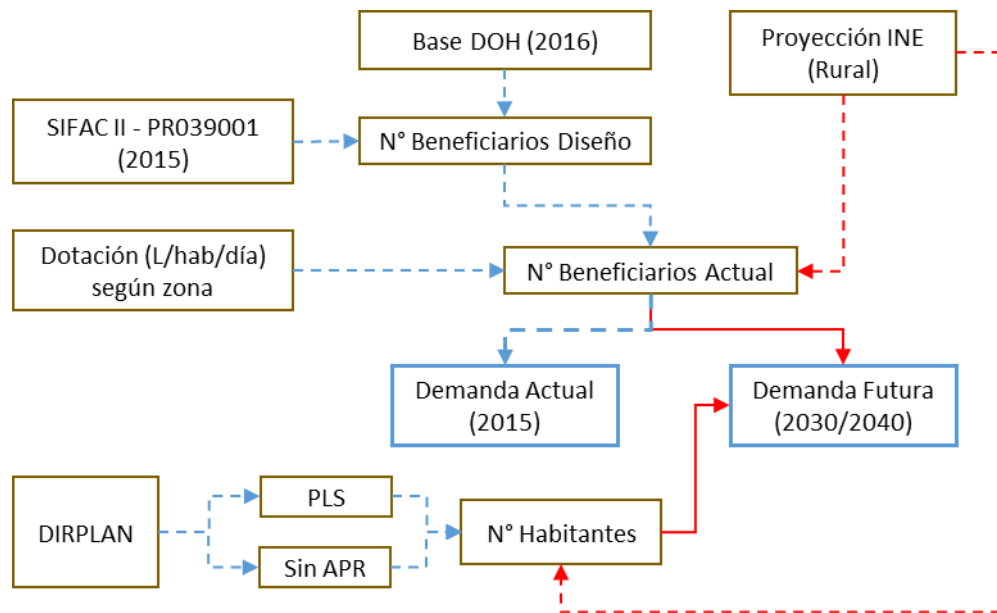 Base DOH (2016)
Proyección INE
(Rural)
SIFAC II - PR039001
(2015)
N° Beneficiarios Diseño
Dotación (L/hab/día)
según zona
N° Beneficiarios Actual
Demanda Actual
(2015)
Demanda Futura
(2030/2040)
DIRPLAN
PLS
Sin APR
N° Habitantes